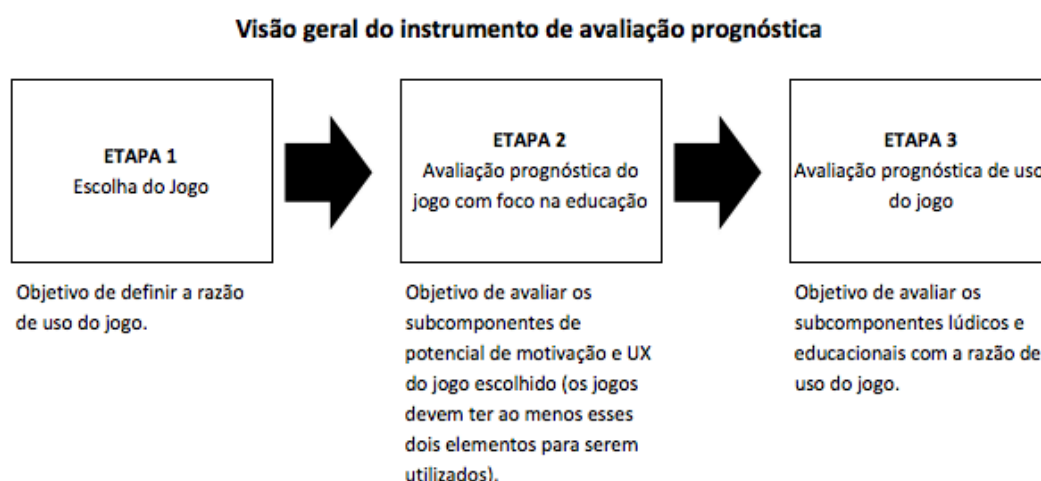 Visão geral do instrumento de avaliação prognóstica
ETAPA 1
Escolha do Jogo
ETAPA 2
Avaliação prognóstica do
jogo com foco na educação
ETAPA 3
Avaliação prognóstica de uso
do jogo
Objetivo de definir a razão
de uso do jogo.
Objetivo de avaliar os
subcomponentes de
potencial de motivação e UX
do jogo escolhido (os jogos
devem ter ao menos esses
dois elementos para serem
utilizados).
Objetivo de avaliar os
subcomponentes lúdicos e
educacionais com a razão de
uso do jogo.